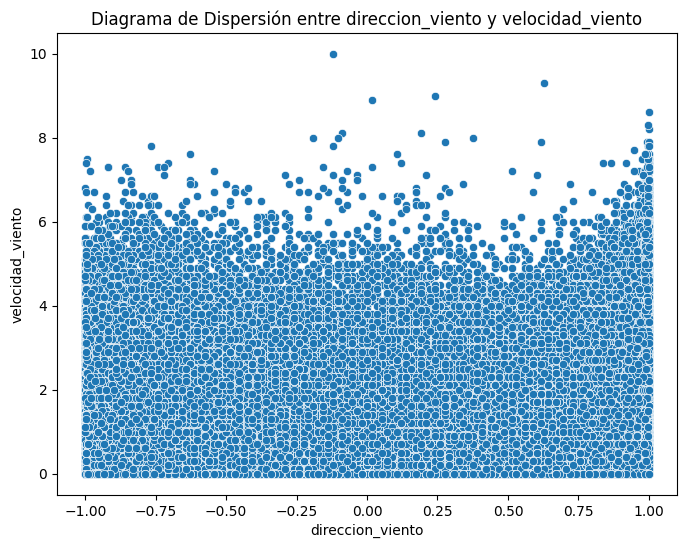 Diagrama de Dispersión entre direccion_viento y velocidad_viento
10
8
6
4
2
0
velocidad_viento
−1.00 −0.75 −0.50 −0.25 0.00 0.25 0.50 0.75 1.00
direccion_viento